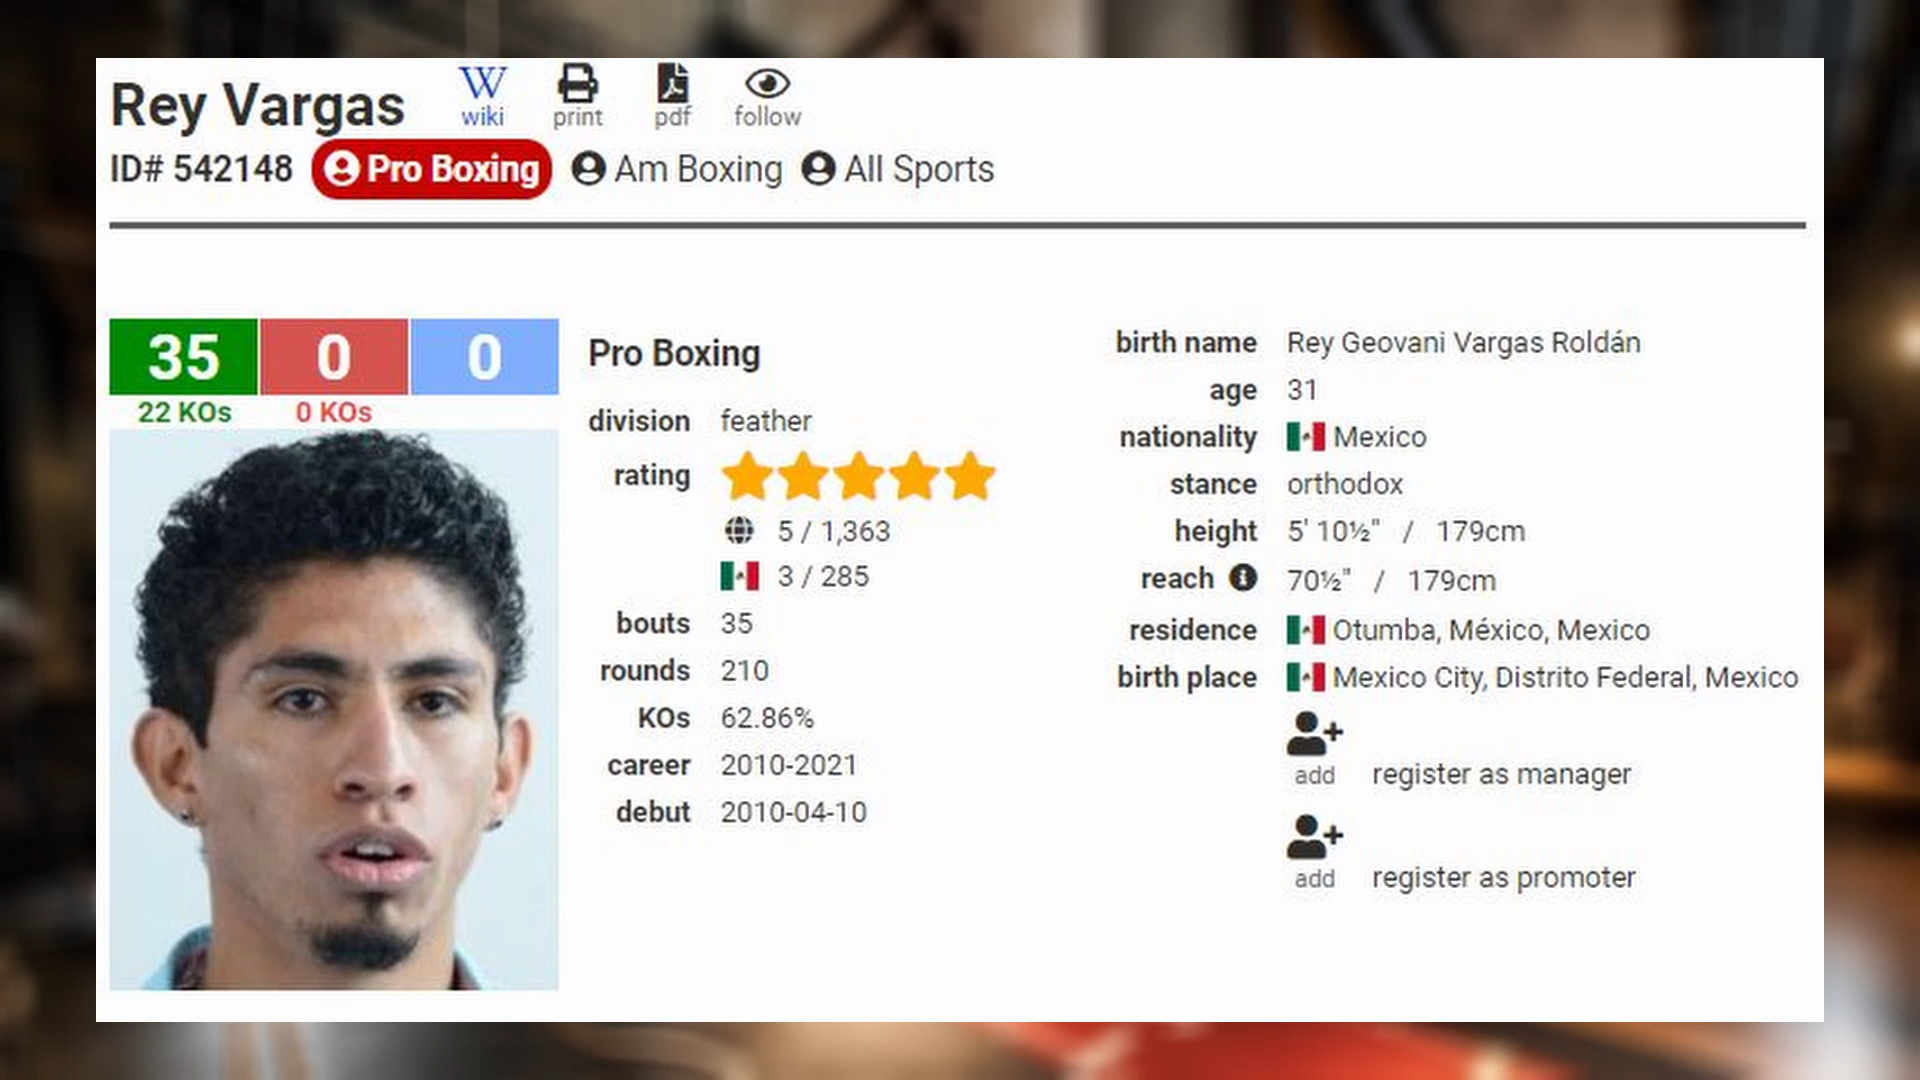 Rey Vargas
wiki print pdf follow
ID# 542148 Pro Boxing Am Boxing All Sports
35 0 0
22 KOs 0 KOs
Pro Boxing
division feather
rating
5 / 1,363
3 / 285
bouts 35
rounds 210
KOs 62.86%
career 2010-2021
debut 2010-04-10
birth name Rey Geovani Vargas Roldán
age 31
nationality Mexico
stance orthodox
height 5' 10½" / 179cm
reach 70½" / 179cm
residence Otumba, México, Mexico
birth place Mexico City, Distrito Federal, Mexico
add register as manager
add register as promoter